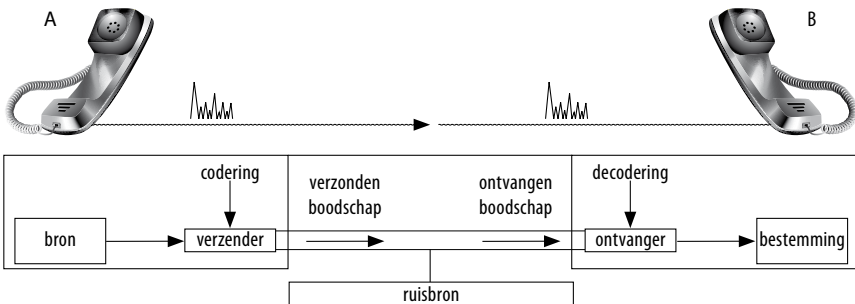 A
B
codering
decodering
verzonden
boodschap
ontvangen
boodschap
bron
verzender
ontvanger
bestemming
ruisbron